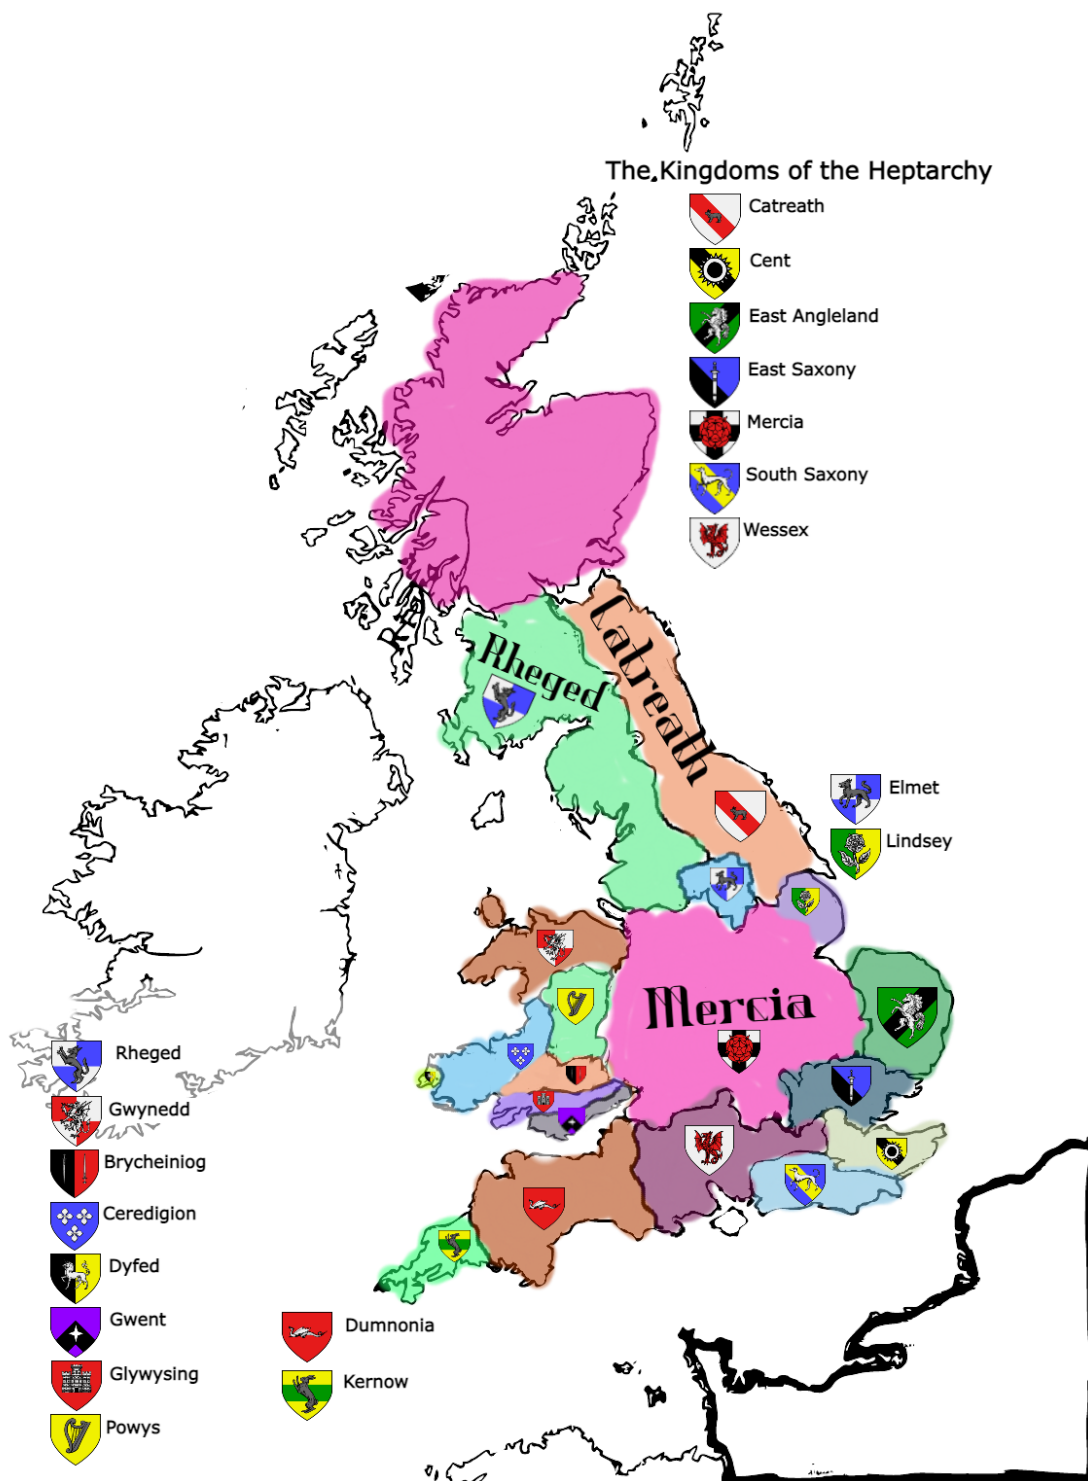 The Kingdoms of the Heptarchy
Catreath
Cent
East Angleland
East Saxony
Mercia
South Saxony
Wessex
Rheged
Catreath
Elmet
Lindsey
Mercia
Rheged
Gwynedd
Brycheiniog
Ceredigion
Dyfed
Gwent
Glywysing
Powys
Dumnonia
Kernow